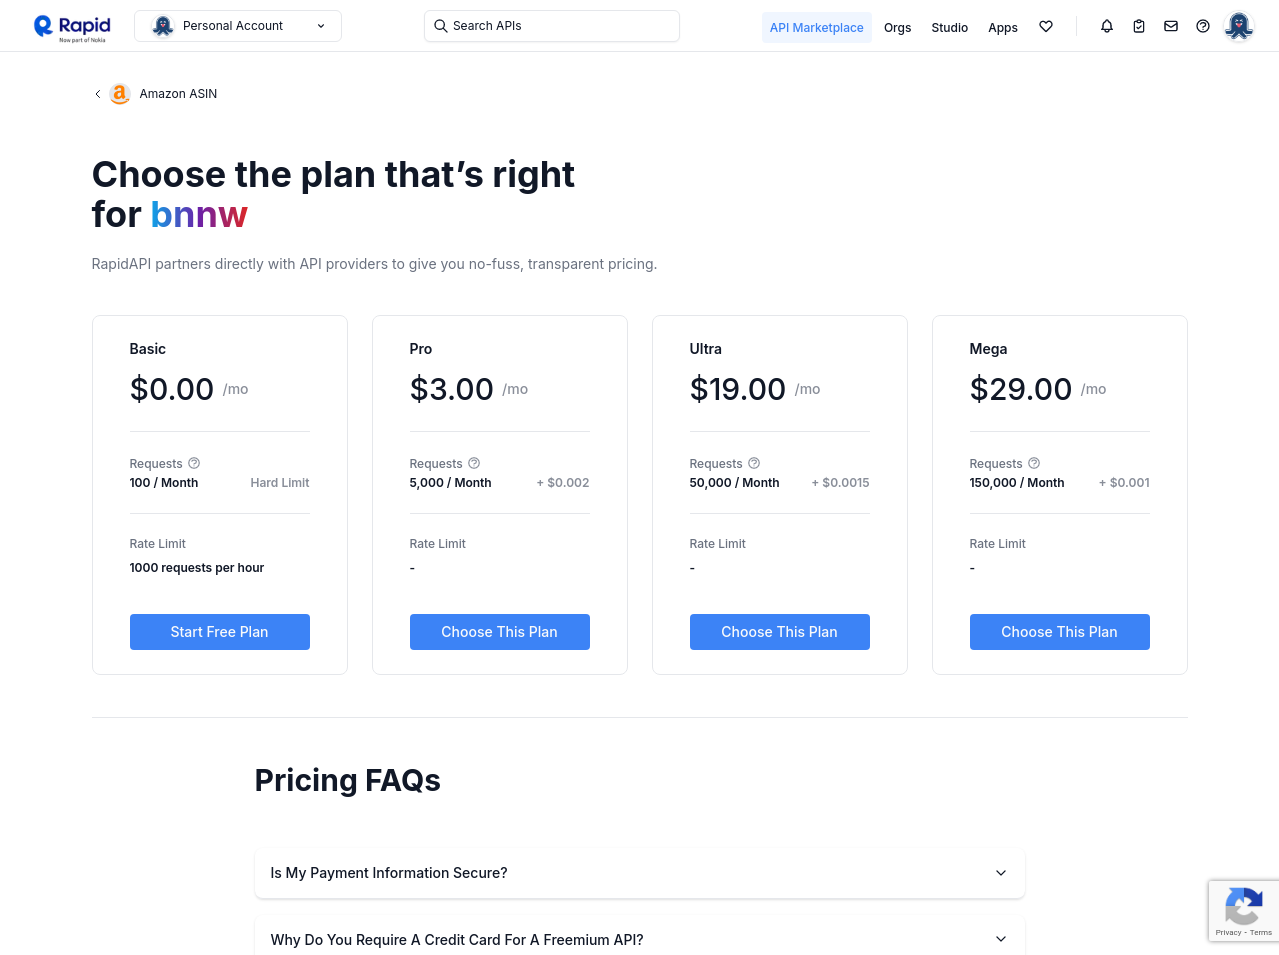 Rapid
Now part of Nokia
Personal Account
Search APIs
API Marketplace
Orgs
Studio
Apps
Amazon ASIN
Choose the plan that’s right
for bnnw
RapidAPI partners directly with API providers to give you no-fuss, transparent pricing.
Basic
$0.00 /mo
Requests
100 / Month Hard Limit
Rate Limit
1000 requests per hour
Start Free Plan
Pro
$3.00 /mo
Requests
5,000 / Month + $0.002
Rate Limit
-
Choose This Plan
Ultra
$19.00 /mo
Requests
50,000 / Month + $0.0015
Rate Limit
-
Choose This Plan
Mega
$29.00 /mo
Requests
150,000 / Month + $0.001
Rate Limit
-
Choose This Plan
Pricing FAQs
Is My Payment Information Secure?
Why Do You Require A Credit Card For A Freemium API?
Privacy - Terms